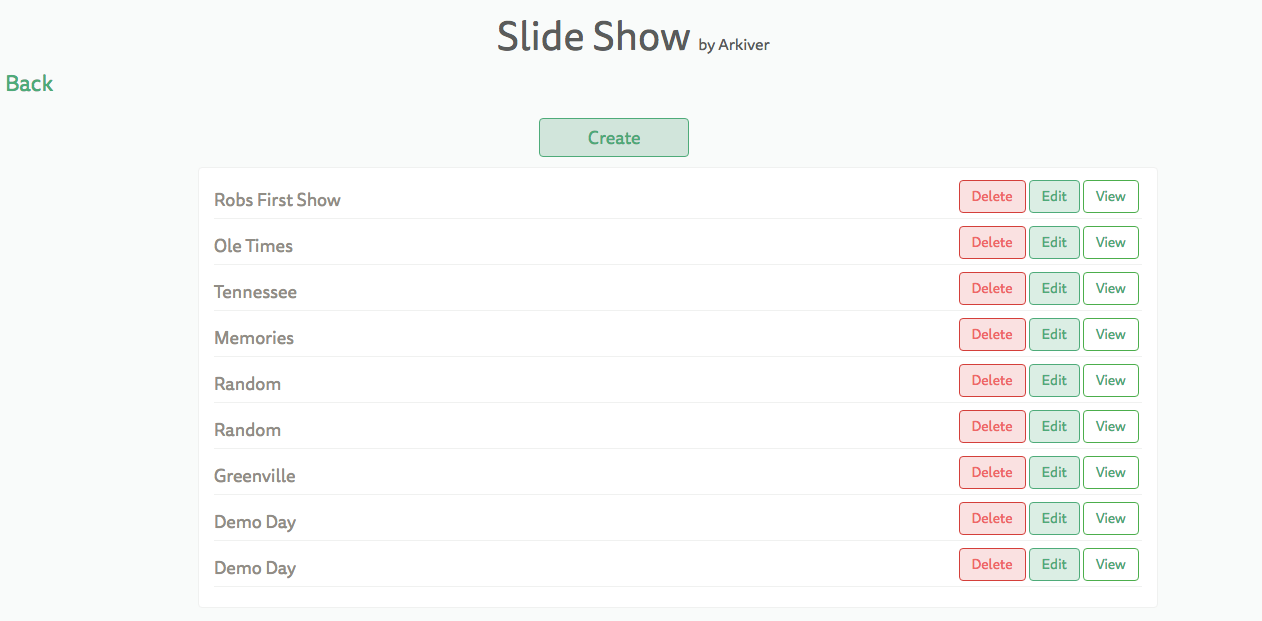 Slide Show by Arkiver
Back
Create
Robs First Show Delete Edit View
Ole Times Delete Edit View
Tennessee Delete Edit View
Memories Delete Edit View
Random Delete Edit View
Random Delete Edit View
Greenville Delete Edit View
Demo Day Delete Edit View
Demo Day Delete Edit View